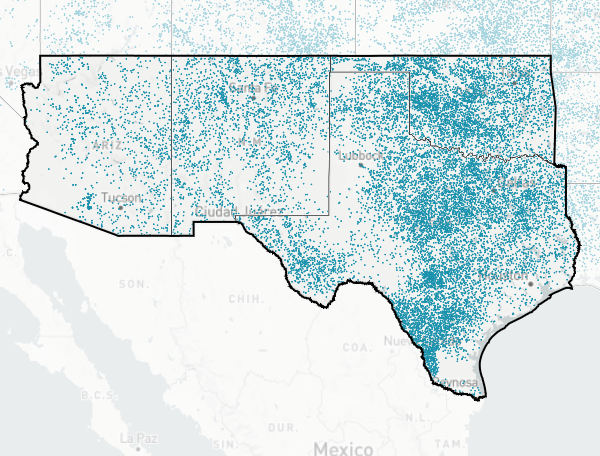 Vegas
Santa Fe
ARIZ.
N.M.
Lubbock
Dallas
Tucson
Ciudad Juárez
Houston
SON.
CHIH.
COA.
Reynosa
B.C.S.
N.L.
DUR.
La Paz
SIN.
TAM.
Mexico